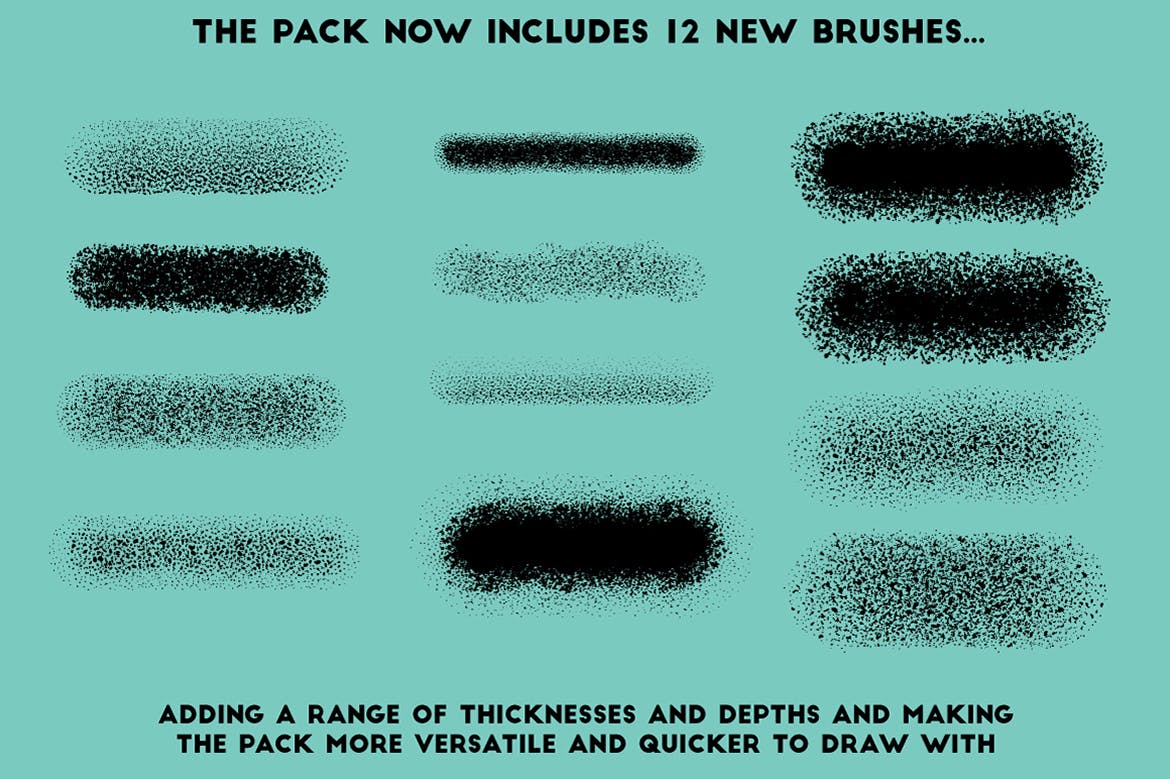 THE PACK NOW INCLUDES 12 NEW BRUSHES...
ADDING A RANGE OF THICKNESSES AND DEPTHS AND MAKING
THE PACK MORE VERSATILE AND QUICKER TO DRAW WITH